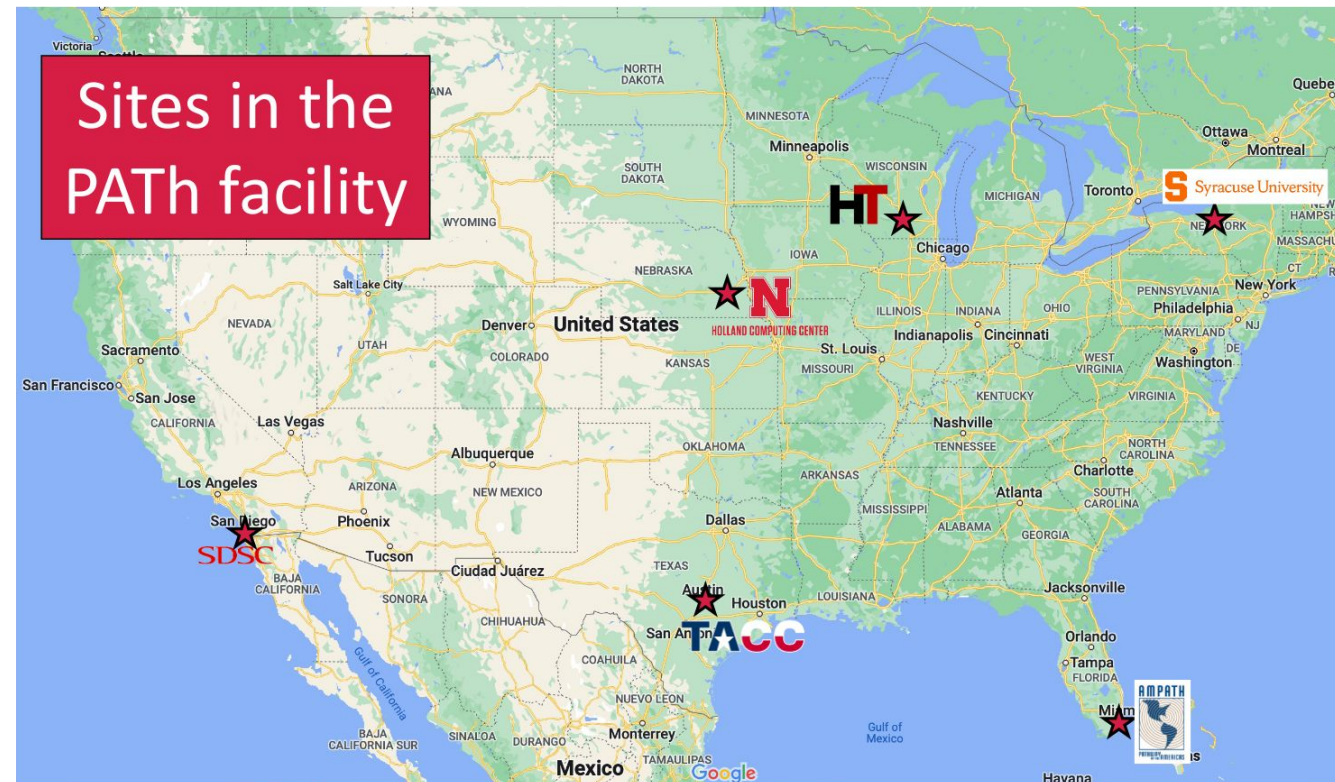 Sites in the
PATh facility
Victoria
NORTH
DAKOTA
MINNESOTA
Minneapolis
WISCONSIN
SOUTH
DAKOTA
WYOMING
HT
MICHIGAN
Toronto
Ottawa
Montreal
Quebe
S Syracuse University
NEW YORK
HAMPSH
MASSACHU
CT
Chicago
IOWA
NEBRASKA
N
HOLLAND COMPUTING CENTER
Salt Lake City
NEVADA
UTAH
Denver
United States
COLORADO
KANSAS
ILLINOIS
INDIANA
OHIO
PENNSYLVANIA
New York
Philadelphia
NJ
MARYLAND
DE
Washington
Indianapolis
Cincinnati
St. Louis
MISSOURI
WEST
VIRGINIA
VIRGINIA
KENTUCKY
Sacramento
San Francisco
San Jose
CALIFORNIA
Las Vegas
Nashville
TENNESSEE
NORTH
CAROLINA
Charlotte
SOUTH
CAROLINA
Albuquerque
OKLAHOMA
ARKANSAS
Los Angeles
ARIZONA
NEW MEXICO
Atlanta
MISSISSIPPI
ALABAMA
GEORGIA
San Diego
SDSC
Phoenix
Tucson
Dallas
TEXAS
Ciudad Juárez
BAJA
CALIFORNIA
SONORA
CHIHUAHUA
Austin
Houston
LOUISIANA
San Anton
TACC
Jacksonville
Orlando
Tampa
FLORIDA
COAHUILA
Gulf of California
NUEVO LEON
Monterrey
BAJA
CALIFORNIA SUR
SINALOA
DURANGO
Mexico
TAMAULIPAS
Google
Gulf of
Mexico
AMPATH
Miam
Havana